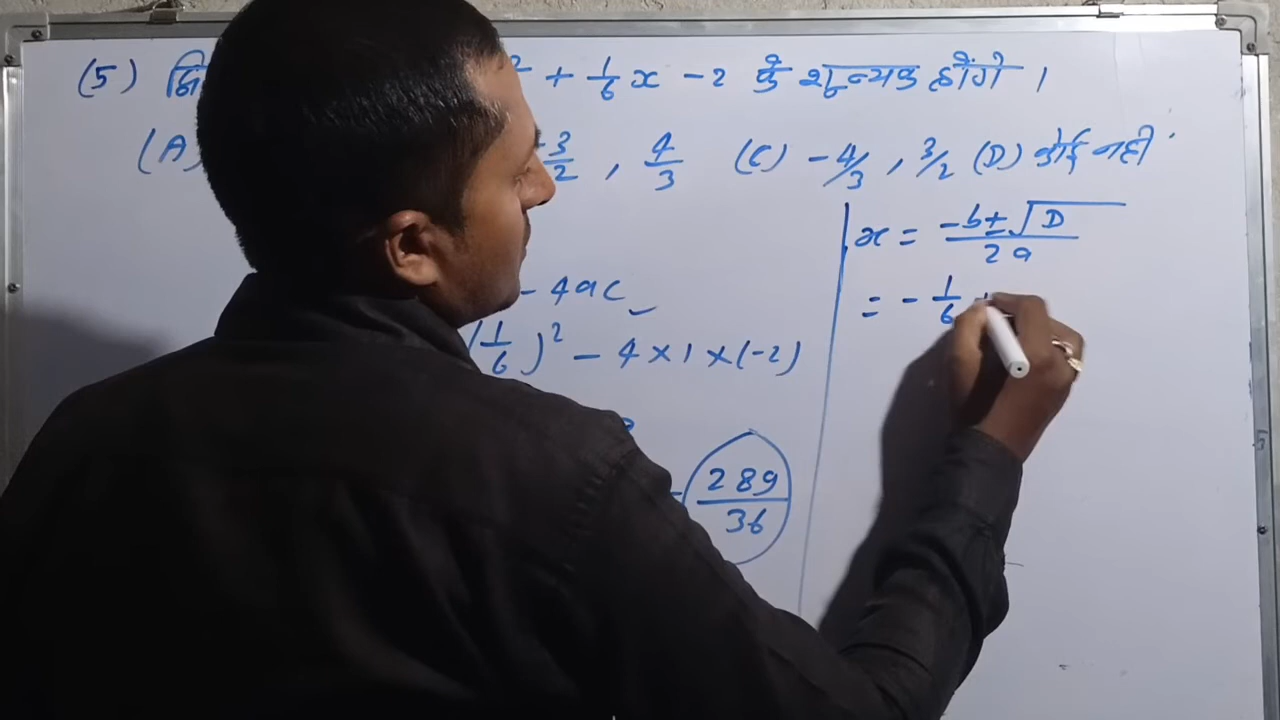 (5) ² + 1/6 x - 2 के शून्यक होंगे ।
(A) -3/2 , 4/3 (C) - 4/3 , 3/2 (D) कोई नहीं
x = -b ± √D / 2a
- 4ac
= - 1/6
(1/6)² - 4 × 1 × (-2)
289/36